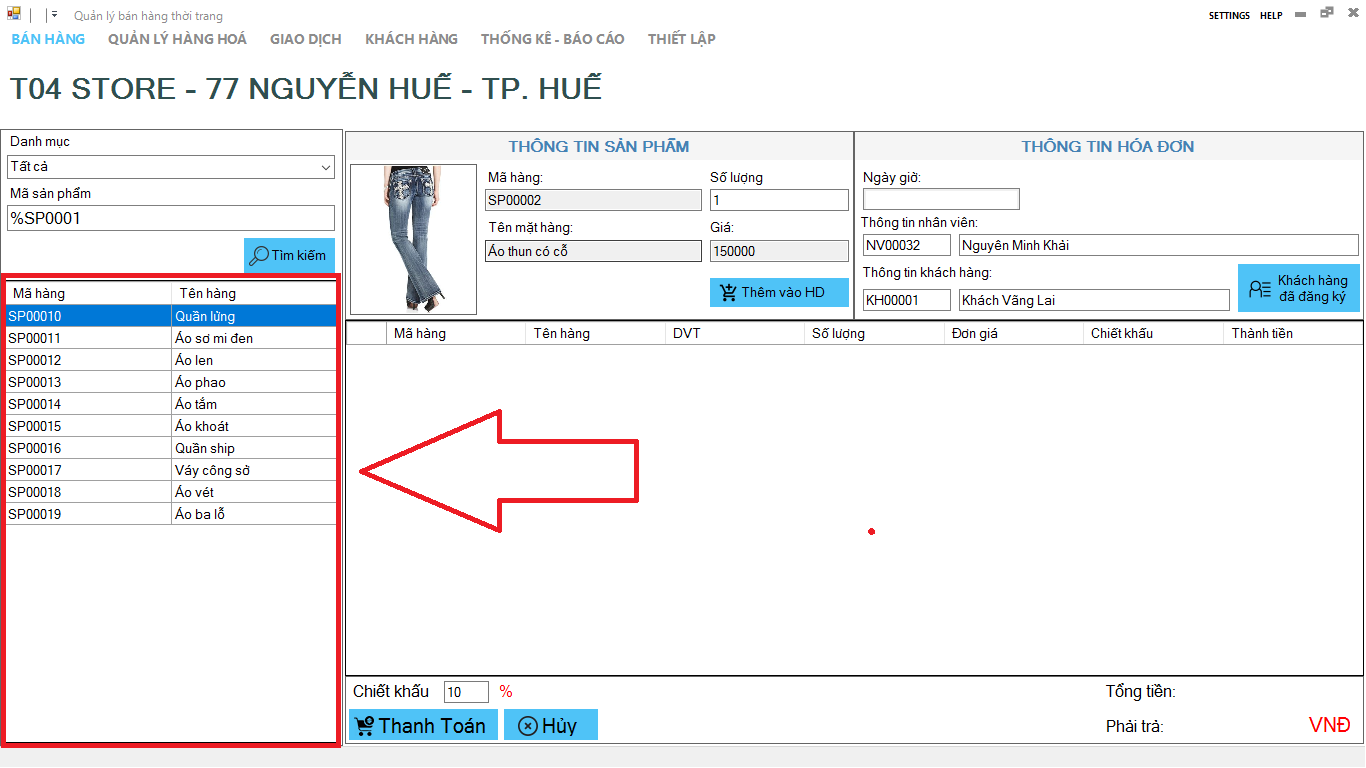 Quản lý bán hàng thời trang
SETTINGS HELP
BÁN HÀNG QUẢN LÝ HÀNG HOÁ GIAO DỊCH KHÁCH HÀNG THỐNG KÊ - BÁO CÁO THIẾT LẬP
T04 STORE - 77 NGUYỄN HUẾ - TP. HUẾ
Danh mục
Tất cả
Mã sản phẩm
%SP0001
Tìm kiếm
Mã hàng Tên hàng
SP00010 Quần lửng
SP00011 Áo sơ mi đen
SP00012 Áo len
SP00013 Áo phao
SP00014 Áo tắm
SP00015 Áo khoát
SP00016 Quần ship
SP00017 Váy công sở
SP00018 Áo vét
SP00019 Áo ba lỗ
THÔNG TIN SẢN PHẨM
Mã hàng: Số lượng
SP00002 1
Tên mặt hàng: Giá:
Áo thun có cỗ 150000
Thêm vào HD
THÔNG TIN HÓA ĐƠN
Ngày giờ:
Thông tin nhân viên:
NV00032 Nguyên Minh Khải
Thông tin khách hàng:
KH00001 Khách Vãng Lai
Khách hàng
đã đăng ký
Mã hàng Tên hàng DVT Số lượng Đơn giá Chiết khấu Thành tiền
Chiết khấu 10 %
Thanh Toán Hủy
Tổng tiền:
Phải trả: VNĐ